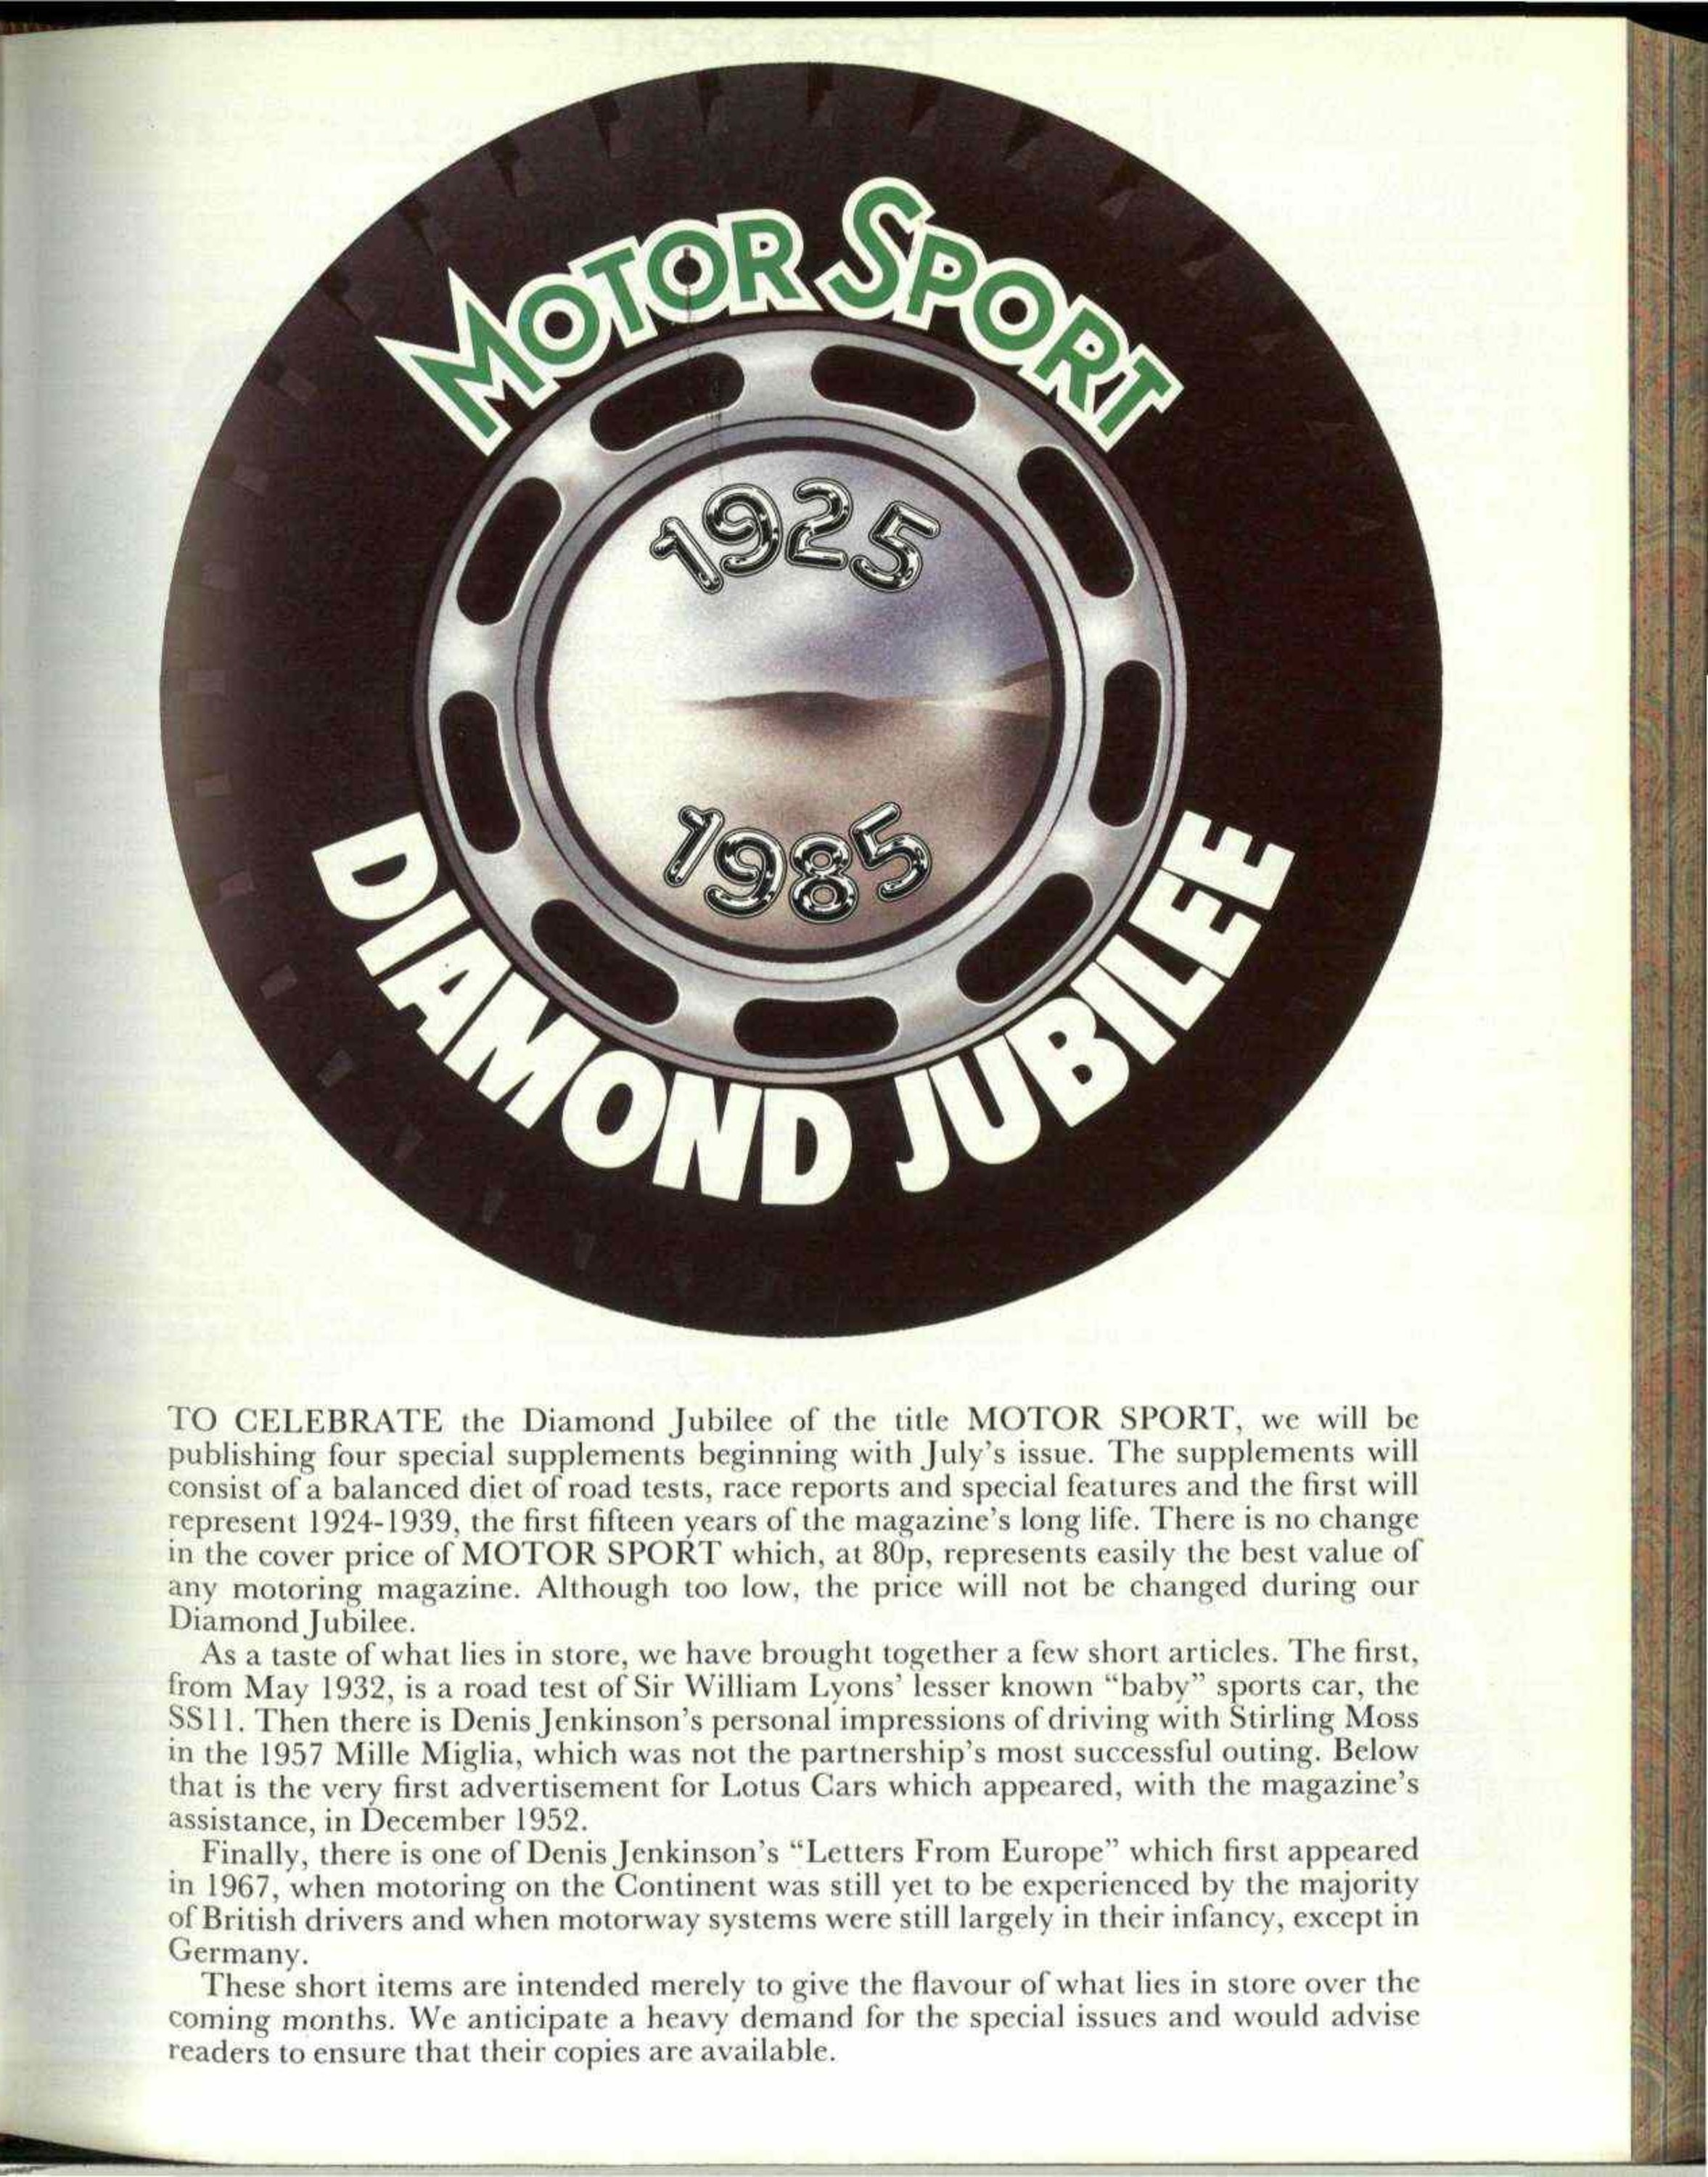 MOTOR SPORT
1925
1985
DIAMOND JUBILEE
TO CELEBRATE the Diamond Jubilee of the title MOTOR SPORT, we will be
publishing four special supplements beginning with July's issue. The supplements will
consist of a balanced diet of road tests, race reports and special features and the first will
represent 1924-1939, the first fifteen years of the magazine's long life. There is no change
in the cover price of MOTOR SPORT which, at 80p, represents easily the best value of
any motoring magazine. Although too low, the price will not be changed during our
Diamond Jubilee.
As a taste of what lies in store, we have brought together a few short articles. The first,
from May 1932, is a road test of Sir William Lyons' lesser known “baby” sports car, the
SS11. Then there is Denis Jenkinson's personal impressions of driving with Stirling Moss
in the 1957 Mille Miglia, which was not the partnership's most successful outing. Below
that is the very first advertisement for Lotus Cars which appeared, with the magazine's
assistance, in December 1952.
Finally, there is one of Denis Jenkinson's “Letters From Europe” which first appeared
in 1967, when motoring on the Continent was still yet to be experienced by the majority
of British drivers and when motorway systems were still largely in their infancy, except in
Germany.
These short items are intended merely to give the flavour of what lies in store over the
coming months. We anticipate a heavy demand for the special issues and would advise
readers to ensure that their copies are available.